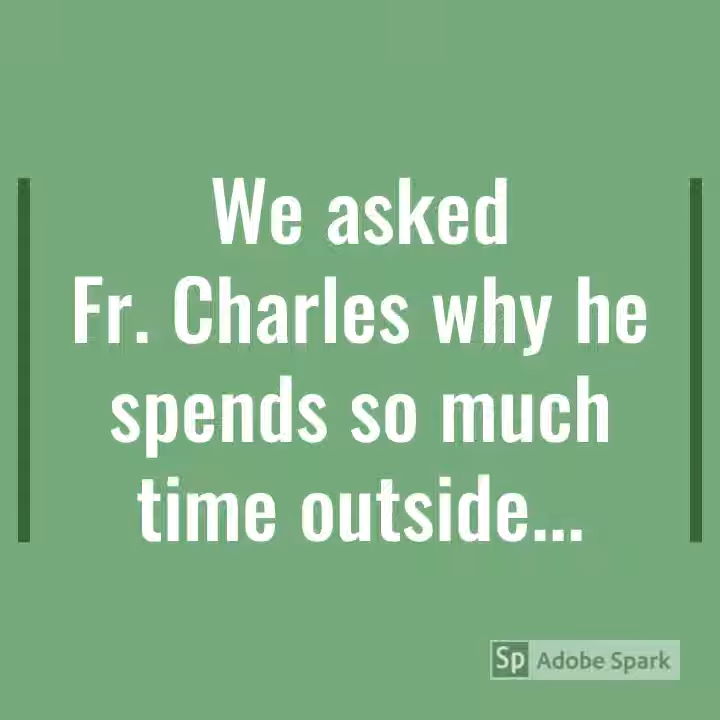 We asked
Fr. Charles why he
spends so much
time outside...
Sp Adobe Spark